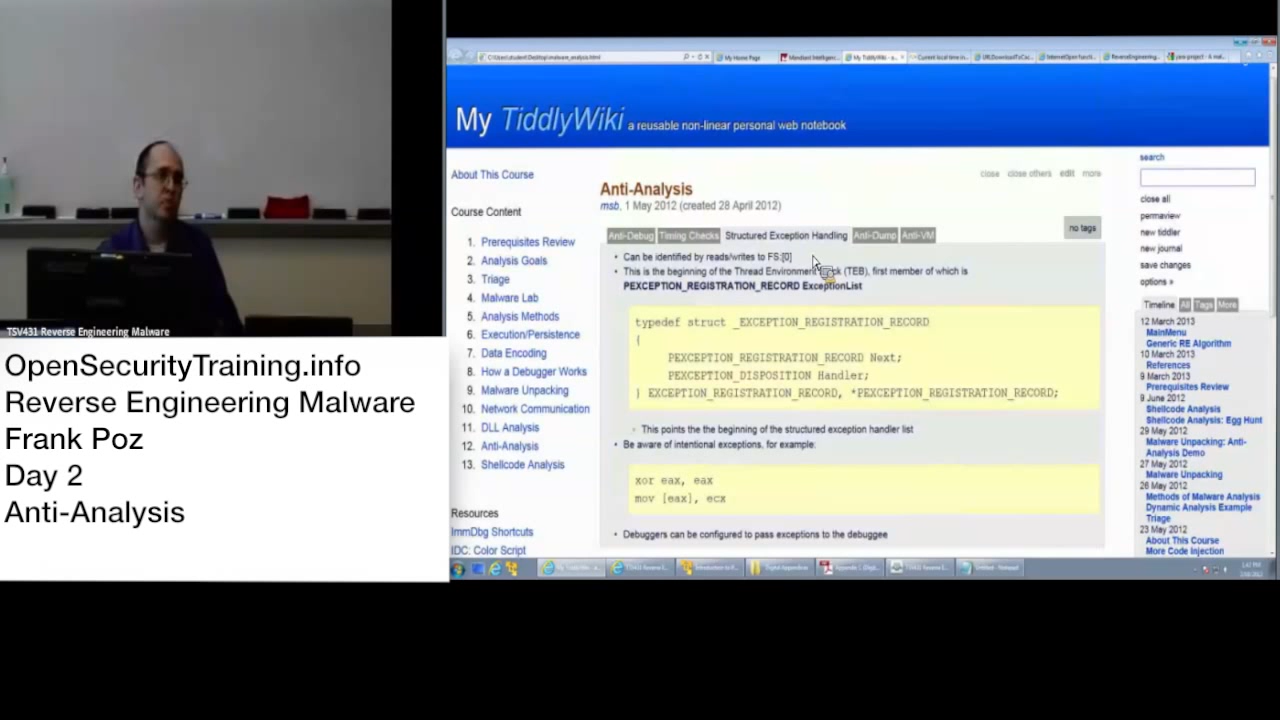 TSV431 Reverse Engineering Malware
OpenSecurityTraining.info
Reverse Engineering Malware
Frank Poz
Day 2
Anti-Analysis
My Home Page
My TiddlyWiki
a reusable non-linear personal web notebook
About This Course
Course Content
1. Prerequisites Review
2. Analysis Goals
3. Triage
4. Malware Lab
5. Analysis Methods
6. Execution/Persistence
7. Data Encoding
8. How a Debugger Works
9. Malware Unpacking
10. Network Communication
11. DLL Analysis
12. Anti-Analysis
13. Shellcode Analysis
Resources
ImmDbg Shortcuts
IDC: Color Script
close close others edit more
Anti-Analysis
msb, 1 May 2012 (created 28 April 2012)
no tags
Anti-Debug Timing Checks Structured Exception Handling Anti-Dump Anti-VM
• Can be identified by reads/writes to FS:[0]
• This is the beginning of the Thread Environment (TEB), first member of which is
PEXCEPTION_REGISTRATION_RECORD ExceptionList
typedef struct _EXCEPTION_REGISTRATION_RECORD
{
PEXCEPTION_REGISTRATION_RECORD Next;
PEXCEPTION_DISPOSITION Handler;
} EXCEPTION_REGISTRATION_RECORD, *PEXCEPTION_REGISTRATION_RECORD;
This points the the beginning of the structured exception handler list
• Be aware of intentional exceptions, for example:
xor eax, eax
mov [eax], ecx
• Debuggers can be configured to pass exceptions to the debuggee
search
close all
permaview
new tiddler
new journal
save changes
options »
Timeline All Tags More
12 March 2013
MainMenu
Generic RE Algorithm
10 March 2013
References
9 March 2013
Prerequisites Review
9 June 2012
Shellcode Analysis
Shellcode Analysis: Egg Hunt
29 May 2012
Malware Unpacking: Anti-
Analysis Demo
27 May 2012
Malware Unpacking
26 May 2012
Methods of Malware Analysis
Dynamic Analysis Example
Triage
23 May 2012
About This Course
More Code Injection